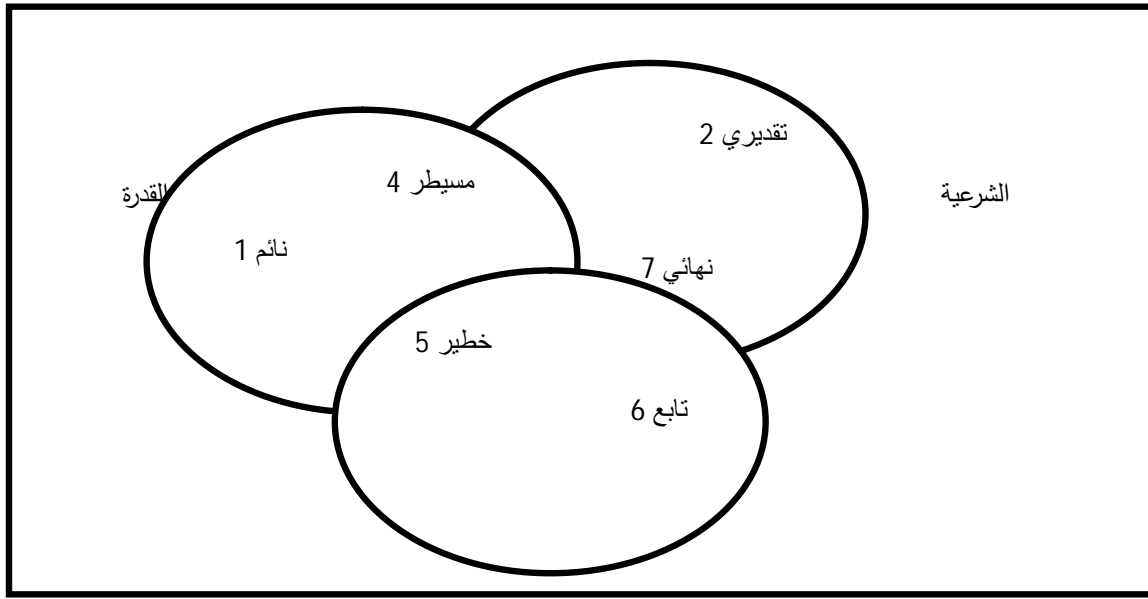 تقديري 2
مسيطر 4
القدرة
الشرعية
نائم 1
نهائي 7
خطير 5
تابع 6